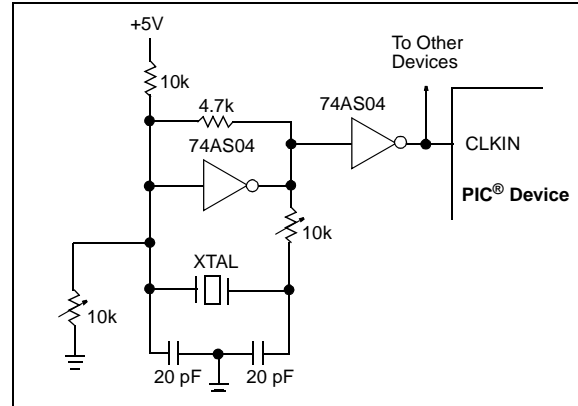 +5V
To Other
Devices
10k
4.7k
74AS04
74AS04
CLKIN
PIC® Device
10k
XTAL
10k
20 pF
20 pF